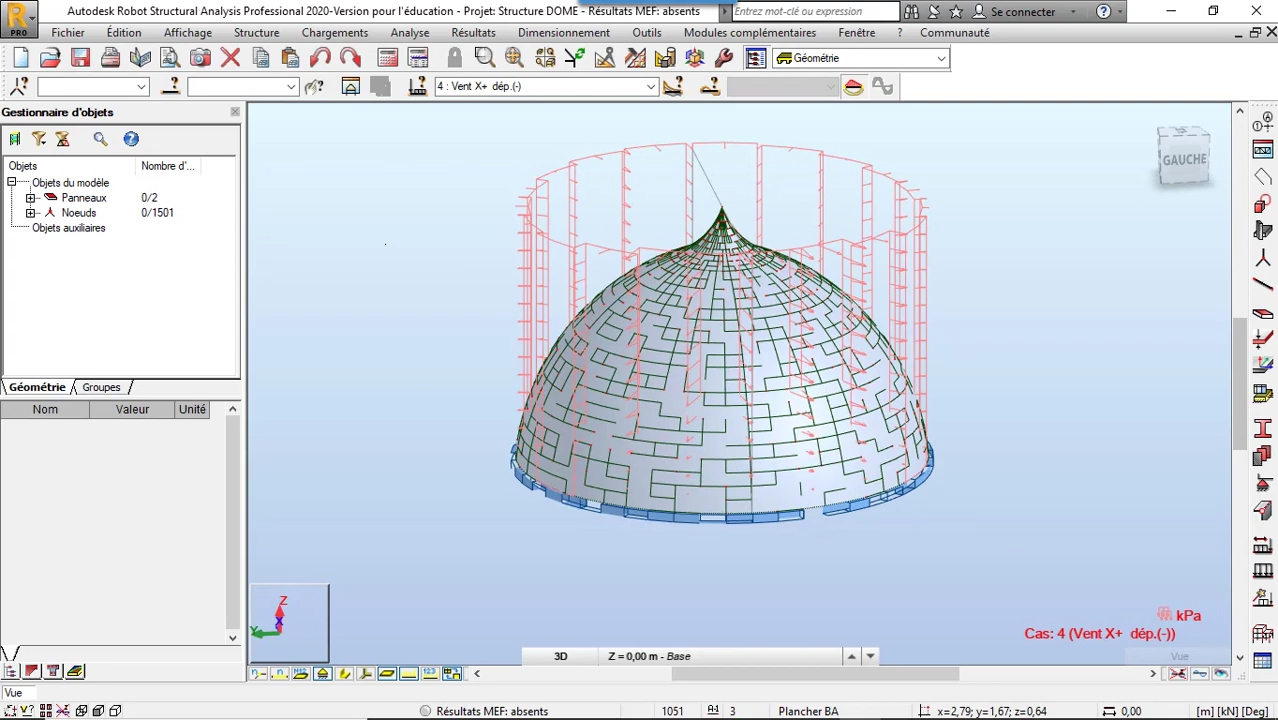 Autodesk Robot Structural Analysis Professional 2020-Version pour l'éducation - Projet: Structure DOME - Résultats MEF: absents
Entrez mot-clé ou expression
Se connecter
PRO
Fichier Édition Affichage Structure Chargements Analyse Résultats Dimensionnement Outils Modules complémentaires Fenêtre ? Communauté
Géométrie
4 : Vent X+ dép.(-)
Gestionnaire d'objets
Objets Nombre d'...
Objets du modèle
Panneaux 0/2
Noeuds 0/1501
Objets auxiliaires
Géométrie Groupes
Nom Valeur Unité
GAUCHE
Z
Y X
kPa
Cas: 4 (Vent X+ dép.(-))
3D Z = 0,00 m - Base
Vue
Vue
Résultats MEF: absents 1051 3 Plancher BA x=2,79; y=1,67; z=0,64 0,00 [m] [kN] [Deg]